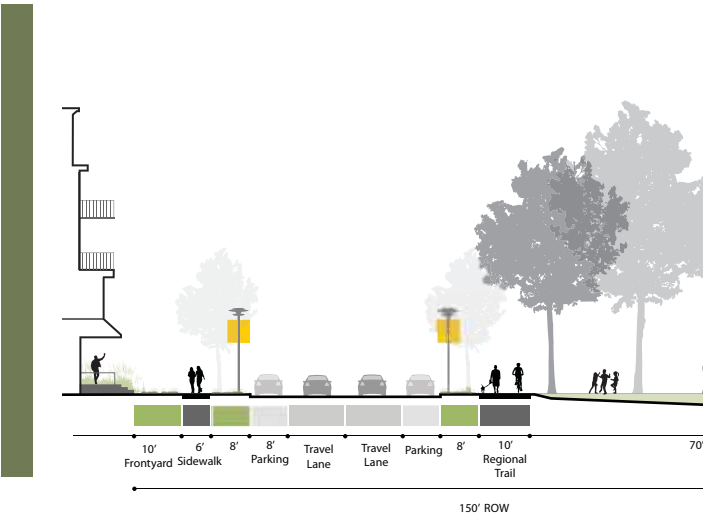 10’
Frontyard
6’
Sidewalk
8’
8’
Parking
Travel
Lane
Travel
Lane
Parking
8’
10’
Regional
Trail
70’
150’ ROW